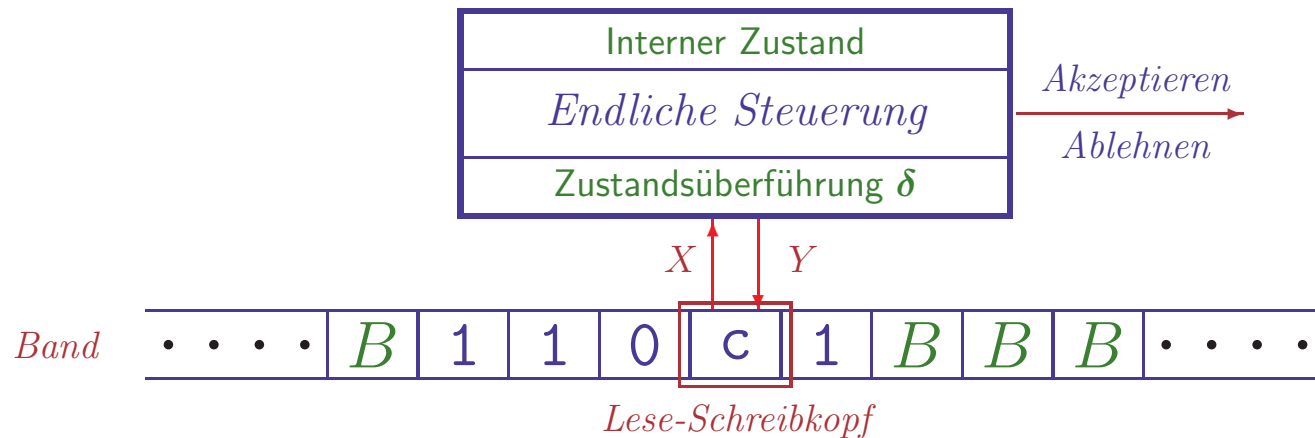 Interner Zustand
Endliche Steuerung
Zustandsüberführung δ
Akzeptieren
Ablehnen
X Y
Band · · · · B 1 1 0 c 1 B B B · · · ·
Lese-Schreibkopf